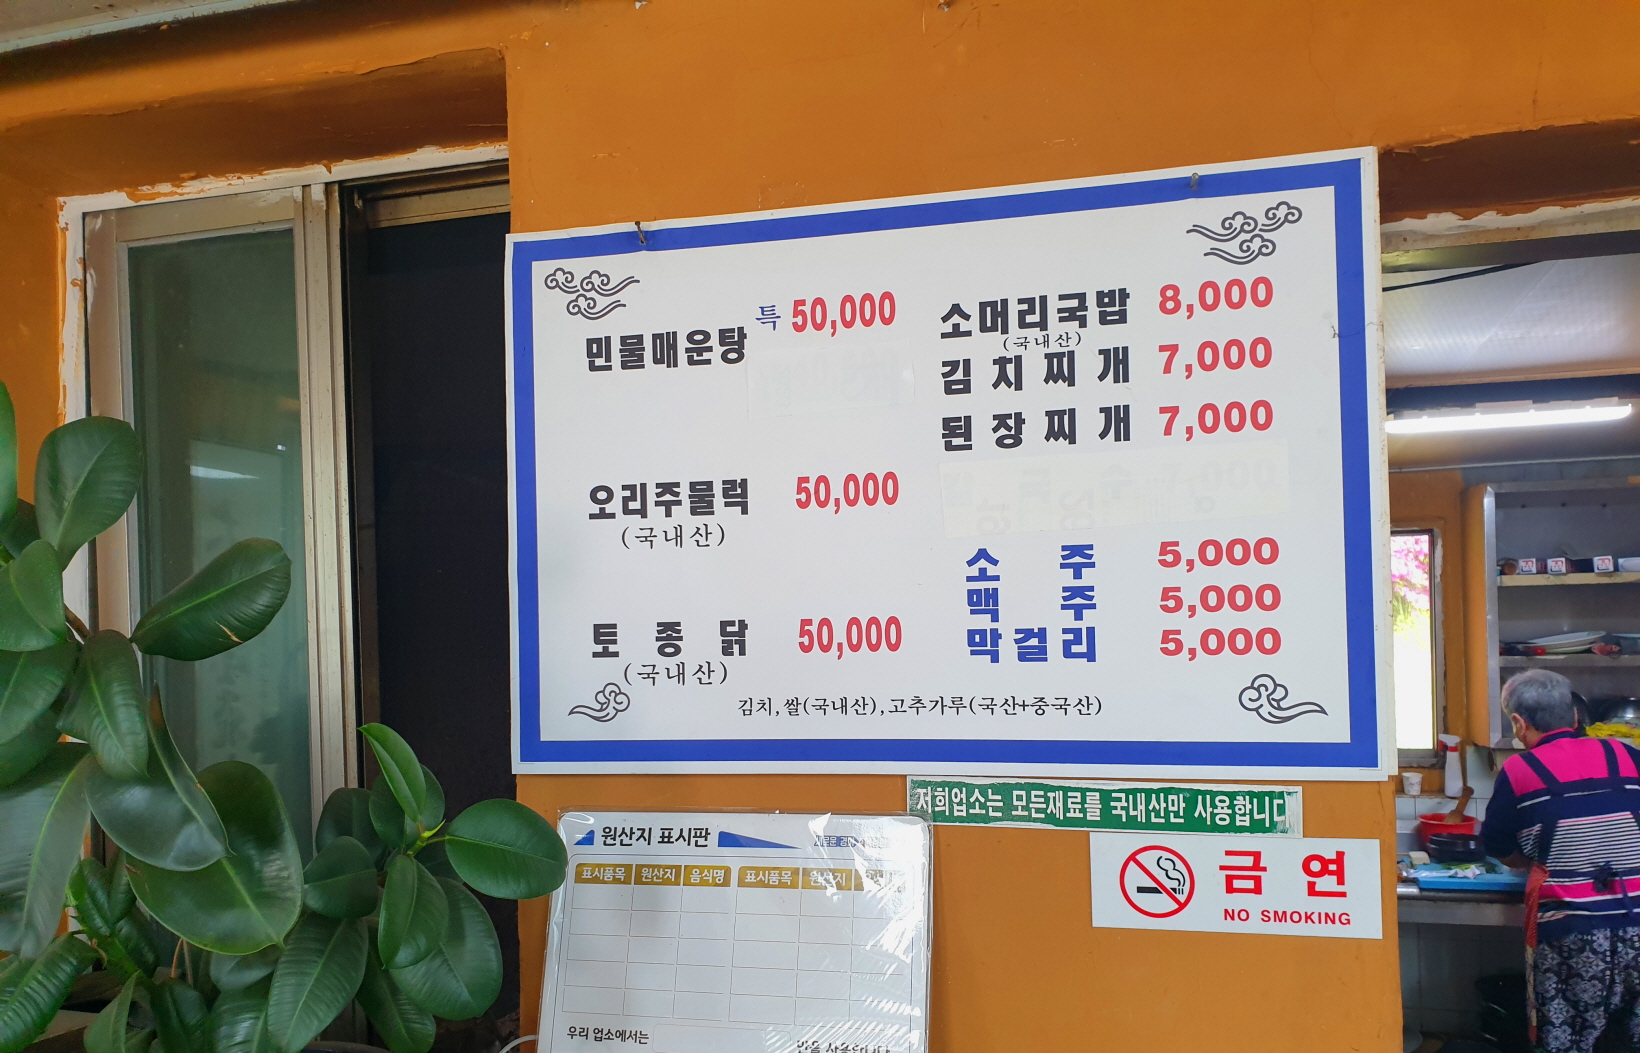 민물매운탕 특 50,000
오리주물럭 50,000
(국내산)
토종닭 50,000
(국내산)
소머리국밥 8,000
(국내산)
김치찌개 7,000
된장찌개 7,000
소주 5,000
맥주 5,000
막걸리 5,000
김치,쌀(국내산),고추가루(국산+중국산)
저희업소는 모든재료를 국내산만 사용합니다
금연
NO SMOKING
원산지 표시판
표시품목 원산지 음식명 표시품목 원산지
우리 업소에서는